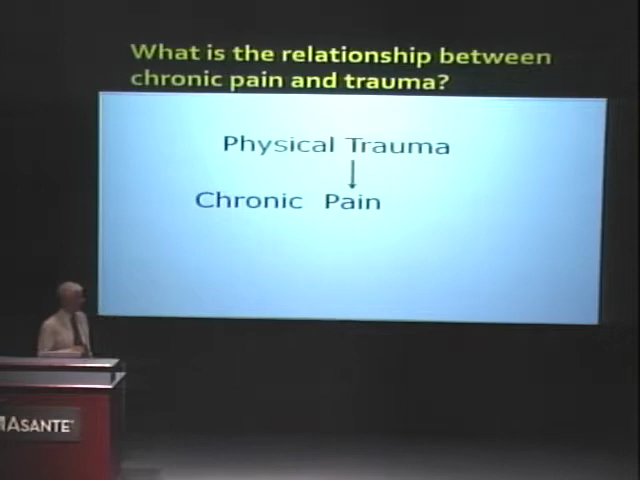 What is the relationship between
chronic pain and trauma?
Physical Trauma
Chronic Pain
ASANTE